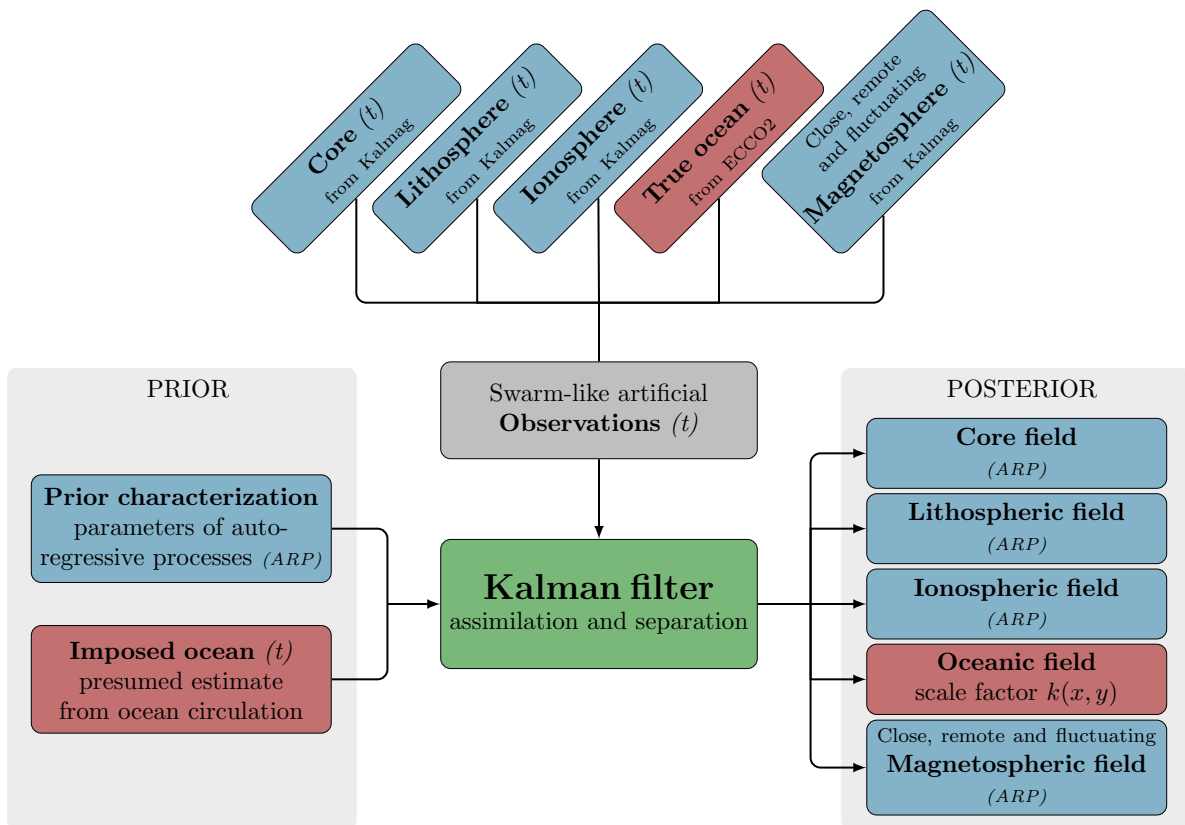 Core (t)
from Kalmag
Lithosphere (t)
from Kalmag
Ionosphere (t)
from Kalmag
True ocean (t)
from ECCO2
Close, remote
and fluctuating
Magnetosphere (t)
from Kalmag
PRIOR
Prior characterization
parameters of auto-
regressive processes (ARP)
Imposed ocean (t)
presumed estimate
from ocean circulation
Swarm-like artificial
Observations (t)
Kalman filter
assimilation and separation
POSTERIOR
Core field
(ARP)
Lithospheric field
(ARP)
Ionospheric field
(ARP)
Oceanic field
scale factor k(x, y)
Close, remote and fluctuating
Magnetospheric field
(ARP)